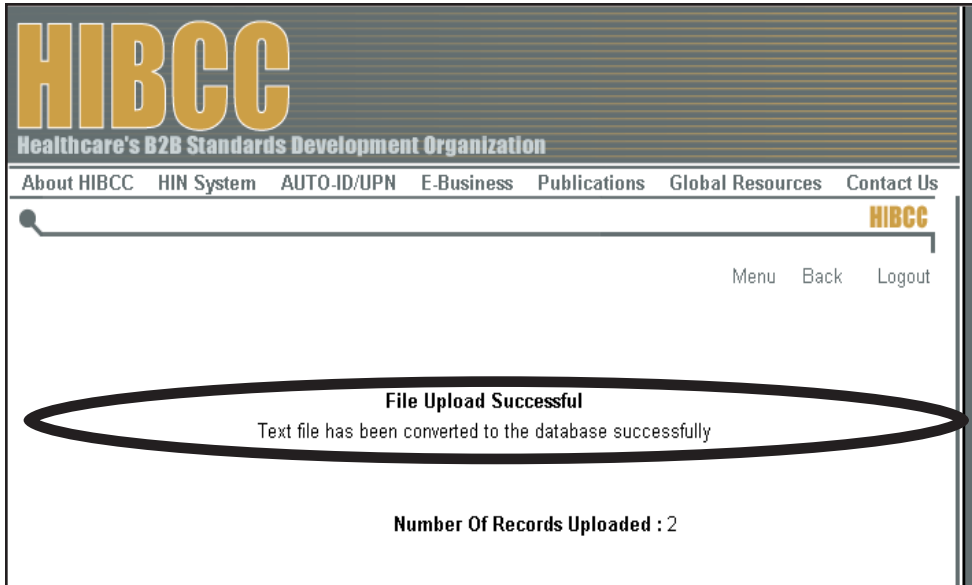 HIBCC
Healthcare's B2B Standards Development Organization
About HIBCC HIN System AUTO-ID/UPN E-Business Publications Global Resources Contact Us
HIBCC
Menu Back Logout
File Upload Successful
Text file has been converted to the database successfully
Number Of Records Uploaded : 2